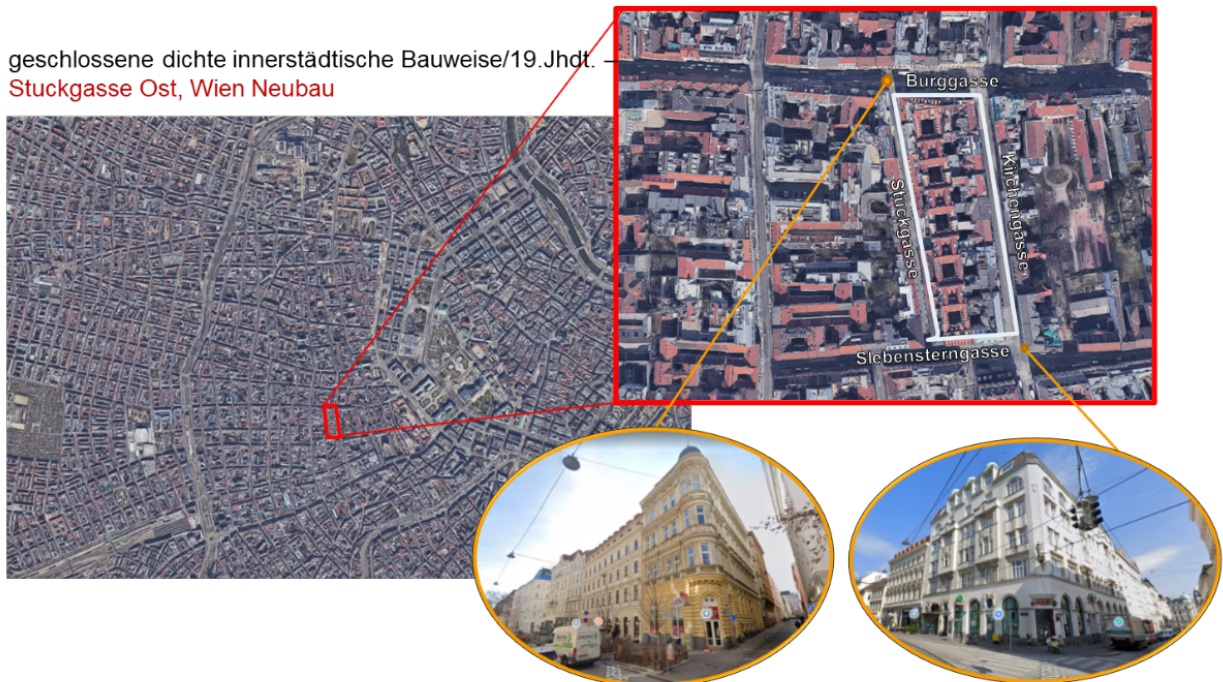 geschlossene dichte innerstädtische Bauweise/19.Jhdt. –
Stuckgasse Ost, Wien Neubau
Burggasse
Stuckgasse
Kirchengasse
Siebensterngasse